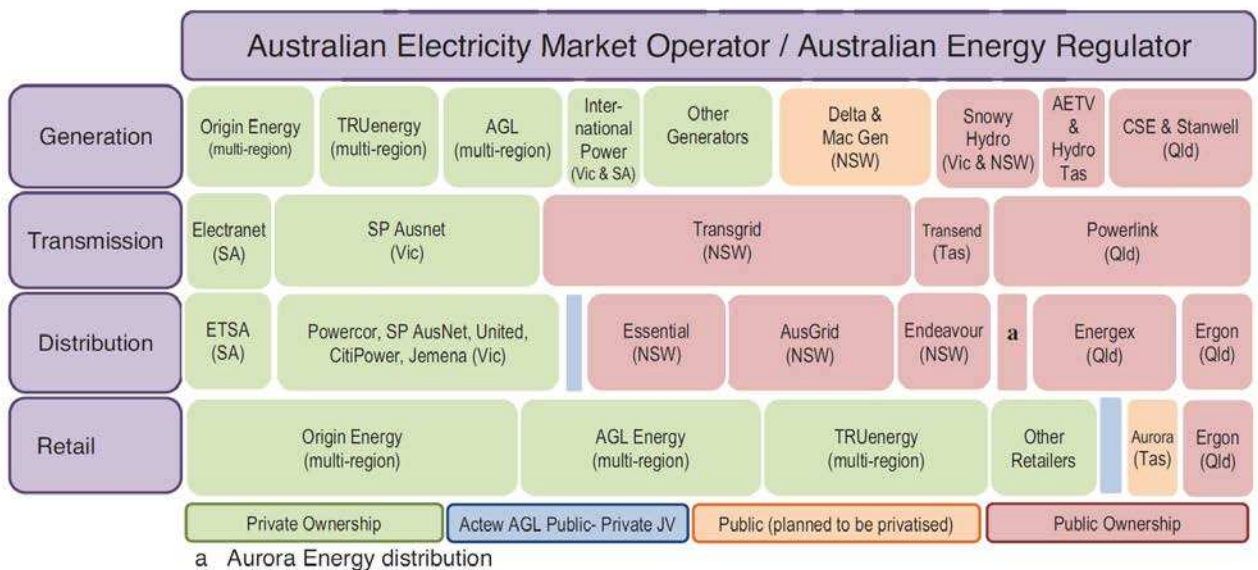 Australian Electricity Market Operator / Australian Energy Regulator
Generation
Origin Energy
(multi-region)
TRUenergy
(multi-region)
AGL
(multi-region)
Inter-
national
Power
(Vic & SA)
Other
Generators
Delta &
Mac Gen
(NSW)
Snowy
Hydro
(Vic & NSW)
AETV
&
Hydro
Tas
CSE & Stanwell
(Qld)
Transmission
Electranet
(SA)
SP Ausnet
(Vic)
Transgrid
(NSW)
Transend
(Tas)
Powerlink
(Qld)
Distribution
ETSA
(SA)
Powercor, SP AusNet, United,
CitiPower, Jemena (Vic)
Essential
(NSW)
AusGrid
(NSW)
Endeavour
(NSW)
a
Energex
(Qld)
Ergon
(Qld)
Retail
Origin Energy
(multi-region)
AGL Energy
(multi-region)
TRUenergy
(multi-region)
Other
Retailers
Aurora
(Tas)
Ergon
(Qld)
Private Ownership
Actew AGL Public- Private JV
Public (planned to be privatised)
Public Ownership
a Aurora Energy distribution